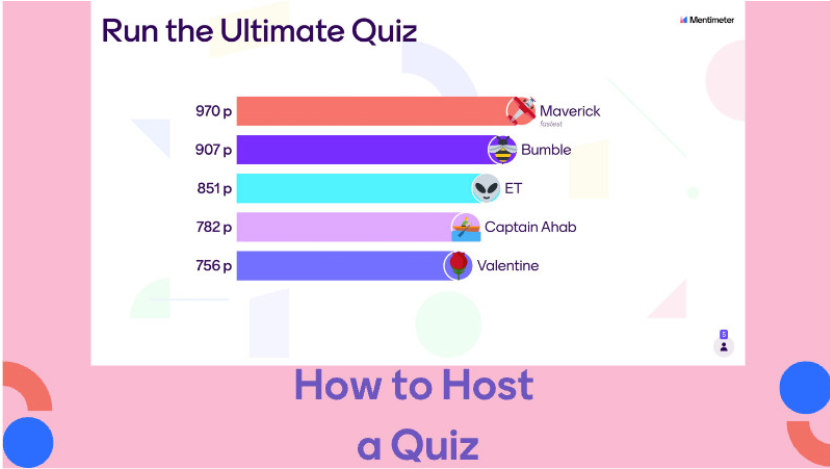 Run the Ultimate Quiz
Mentimeter
970 p Maverick
fastest
907 p Bumble
851 p ET
782 p Captain Ahab
756 p Valentine
5
How to Host
a Quiz